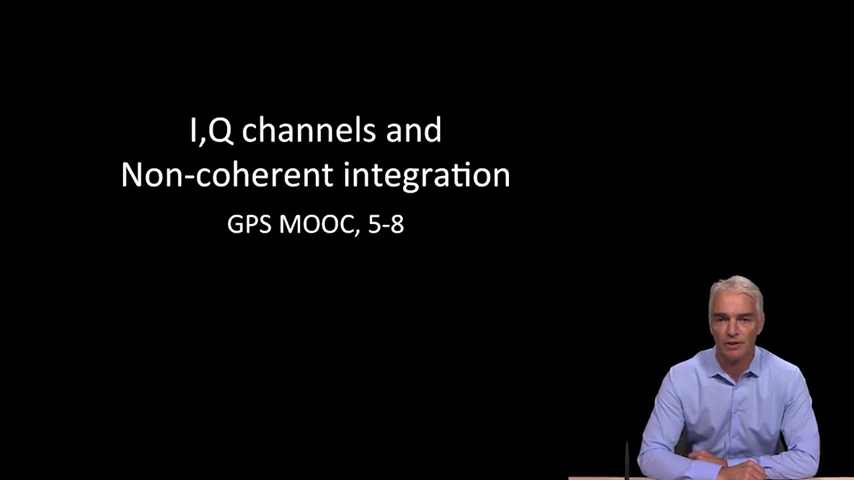 I,Q channels and
Non-coherent integration
GPS MOOC, 5-8